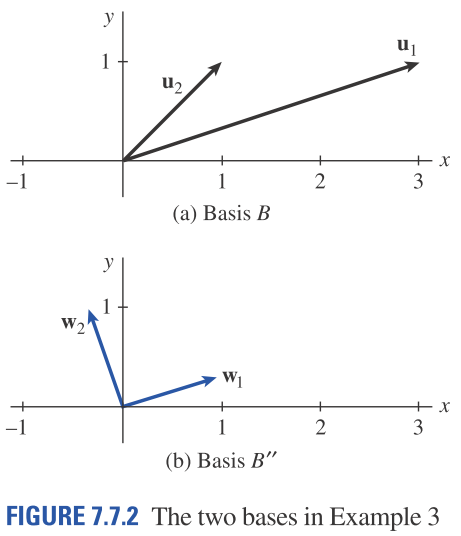 y
1
u₂
u₁
x
–1
1
2
3
(a) Basis B
y
1
w₂
w₁
x
–1
1
2
3
(b) Basis B″
FIGURE 7.7.2 The two bases in Example 3